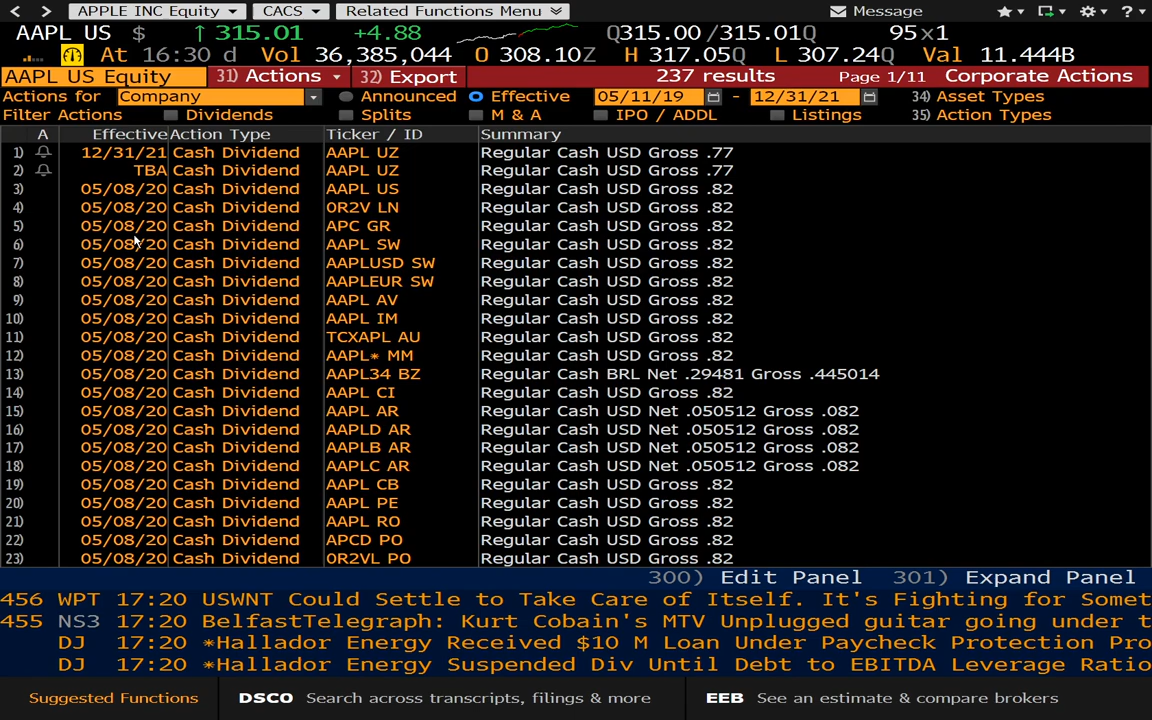 APPLE INC Equity CACS Related Functions Menu Message ?
AAPL US $ ↑ 315.01 +4.88 Q315.00 /315.01Q 95×1
At 16:30 d Vol 36,385,044 O 308.10Z H 317.05Q L 307.24Q Val 11.444B
AAPL US Equity 31) Actions 32) Export 237 results Page 1/11 Corporate Actions
Actions for Company Announced Effective 05/11/19 - 12/31/21 34) Asset Types
Filter Actions Dividends Splits M & A IPO / ADDL Listings 35) Action Types
A Effective Action Type Ticker / ID Summary
1) 12/31/21 Cash Dividend AAPL UZ Regular Cash USD Gross .77
2) TBA Cash Dividend AAPL UZ Regular Cash USD Gross .77
3) 05/08/20 Cash Dividend AAPL US Regular Cash USD Gross .82
4) 05/08/20 Cash Dividend 0R2V LN Regular Cash USD Gross .82
5) 05/08/20 Cash Dividend APC GR Regular Cash USD Gross .82
6) 05/08/20 Cash Dividend AAPL SW Regular Cash USD Gross .82
7) 05/08/20 Cash Dividend AAPLUSD SW Regular Cash USD Gross .82
8) 05/08/20 Cash Dividend AAPLEUR SW Regular Cash USD Gross .82
9) 05/08/20 Cash Dividend AAPL AV Regular Cash USD Gross .82
10) 05/08/20 Cash Dividend AAPL IM Regular Cash USD Gross .82
11) 05/08/20 Cash Dividend TCXAPL AU Regular Cash USD Gross .82
12) 05/08/20 Cash Dividend AAPL* MM Regular Cash USD Gross .82
13) 05/08/20 Cash Dividend AAPL34 BZ Regular Cash BRL Net .29481 Gross .445014
14) 05/08/20 Cash Dividend AAPL CI Regular Cash USD Gross .82
15) 05/08/20 Cash Dividend AAPL AR Regular Cash USD Net .050512 Gross .082
16) 05/08/20 Cash Dividend AAPLD AR Regular Cash USD Net .050512 Gross .082
17) 05/08/20 Cash Dividend AAPLB AR Regular Cash USD Net .050512 Gross .082
18) 05/08/20 Cash Dividend AAPLC AR Regular Cash USD Net .050512 Gross .082
19) 05/08/20 Cash Dividend AAPL CB Regular Cash USD Gross .82
20) 05/08/20 Cash Dividend AAPL PE Regular Cash USD Gross .82
21) 05/08/20 Cash Dividend AAPL RO Regular Cash USD Gross .82
22) 05/08/20 Cash Dividend APCD PO Regular Cash USD Gross .82
23) 05/08/20 Cash Dividend 0R2VL PO Regular Cash USD Gross .82
300) Edit Panel 301) Expand Panel
456 WPT 17:20 USWNT Could Settle to Take Care of Itself. It's Fighting for Somet
455 NS3 17:20 BelfastTelegraph: Kurt Cobain's MTV Unplugged guitar going under t
DJ 17:20 *Hallador Energy Received $10 M Loan Under Paycheck Protection Pro
DJ 17:20 *Hallador Energy Suspended Div Until Debt to EBITDA Leverage Ratio
Suggested Functions DSCO Search across transcripts, filings & more EEB See an estimate & compare brokers